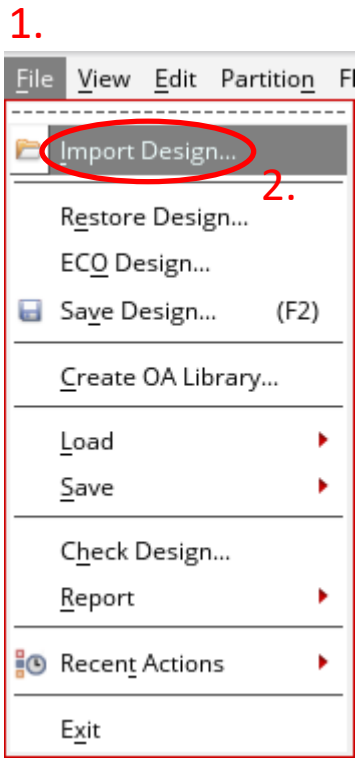 1.
File View Edit Partition Fl
Import Design...
2.
Restore Design...
ECO Design...
Save Design... (F2)
Create OA Library...
Load
Save
Check Design...
Report
Recent Actions
Exit